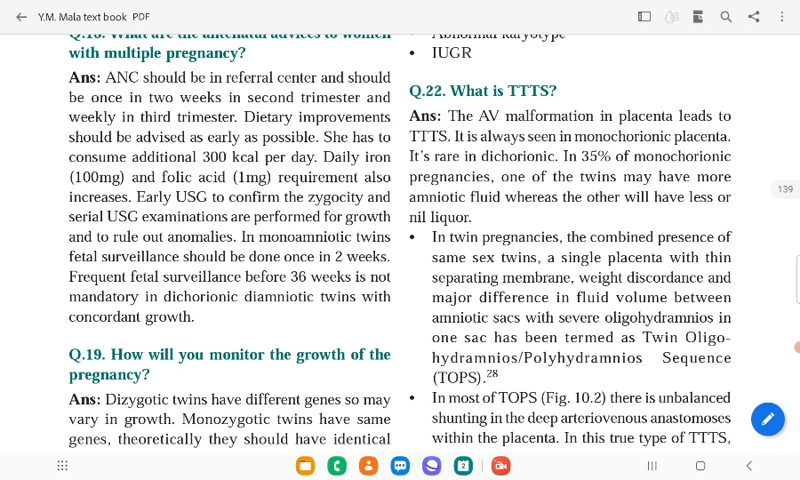 Y.M. Mala text book PDF
Q.18. What are the antenatal advices to women
with multiple pregnancy?
Ans: ANC should be in referral center and should
be once in two weeks in second trimester and
weekly in third trimester. Dietary improvements
should be advised as early as possible. She has to
consume additional 300 kcal per day. Daily iron
(100mg) and folic acid (1mg) requirement also
increases. Early USG to confirm the zygocity and
serial USG examinations are performed for growth
and to rule out anomalies. In monoamniotic twins
fetal surveillance should be done once in 2 weeks.
Frequent fetal surveillance before 36 weeks is not
mandatory in dichorionic diamniotic twins with
concordant growth.
Q.19. How will you monitor the growth of the
pregnancy?
Ans: Dizygotic twins have different genes so may
vary in growth. Monozygotic twins have same
genes, theoretically they should have identical
• Abnormal karyotype
• IUGR
Q.22. What is TTTS?
Ans: The AV malformation in placenta leads to
TTTS. It is always seen in monochorionic placenta.
It's rare in dichorionic. In 35% of monochorionic
pregnancies, one of the twins may have more
amniotic fluid whereas the other will have less or
nil liquor.
• In twin pregnancies, the combined presence of
same sex twins, a single placenta with thin
separating membrane, weight discordance and
major difference in fluid volume between
amniotic sacs with severe oligohydramnios in
one sac has been termed as Twin Oligo-
hydramnios/Polyhydramnios Sequence
(TOPS).28
• In most of TOPS (Fig. 10.2) there is unbalanced
shunting in the deep arteriovenous anastomoses
within the placenta. In this true type of TTTS,
139
2